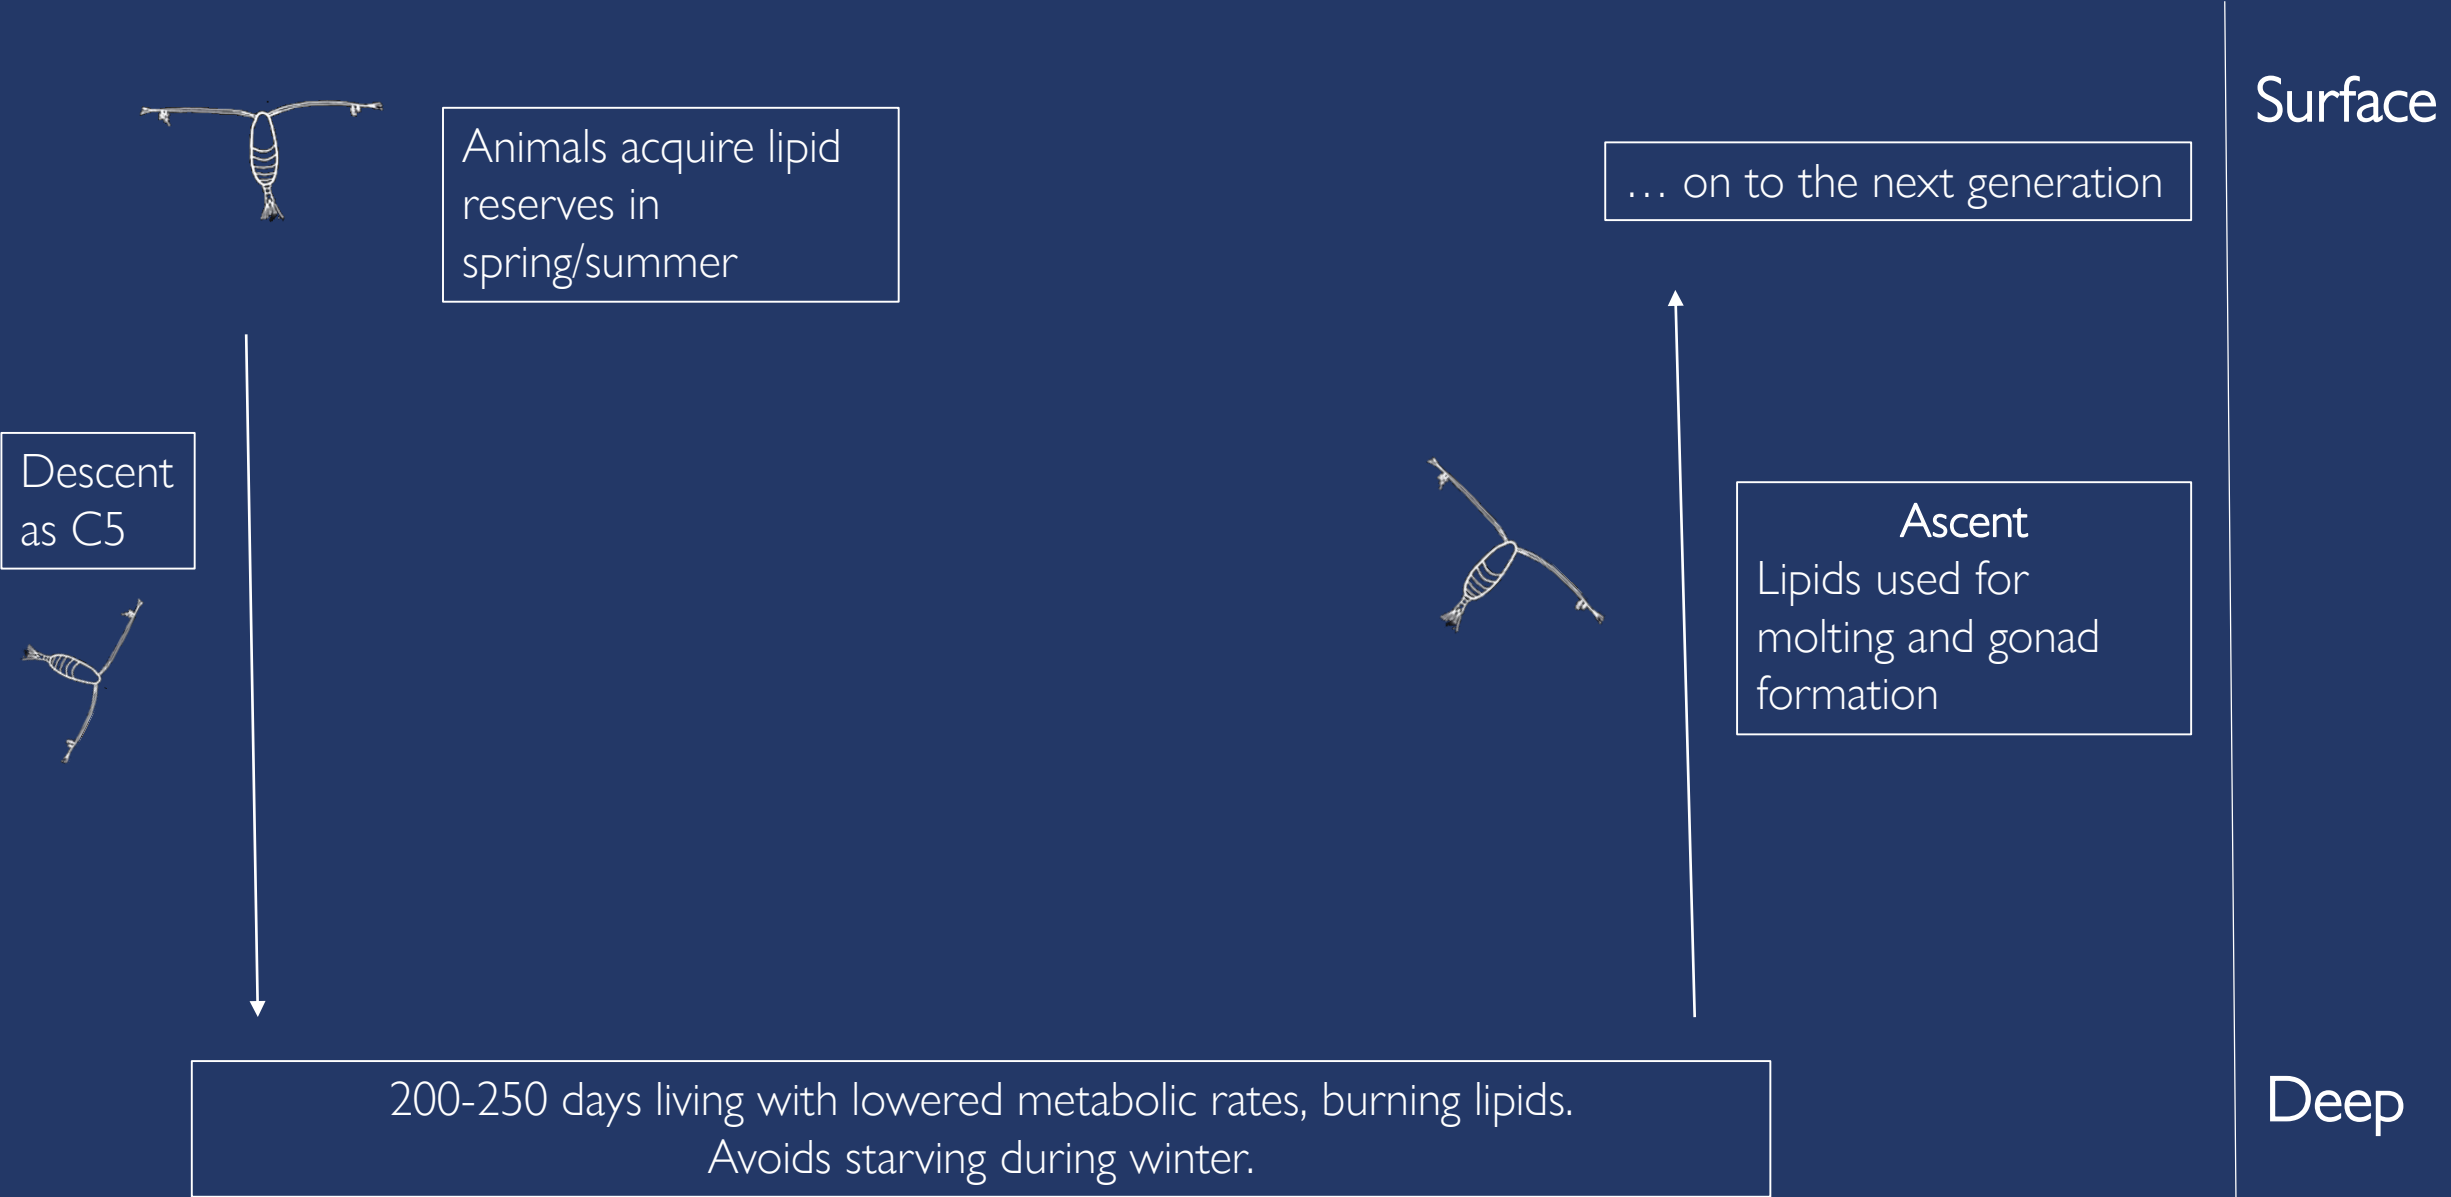 Surface
Animals acquire lipid
reserves in
spring/summer
… on to the next generation
Descent
as C5
Ascent
Lipids used for
molting and gonad
formation
200-250 days living with lowered metabolic rates, burning lipids.
Avoids starving during winter.
Deep